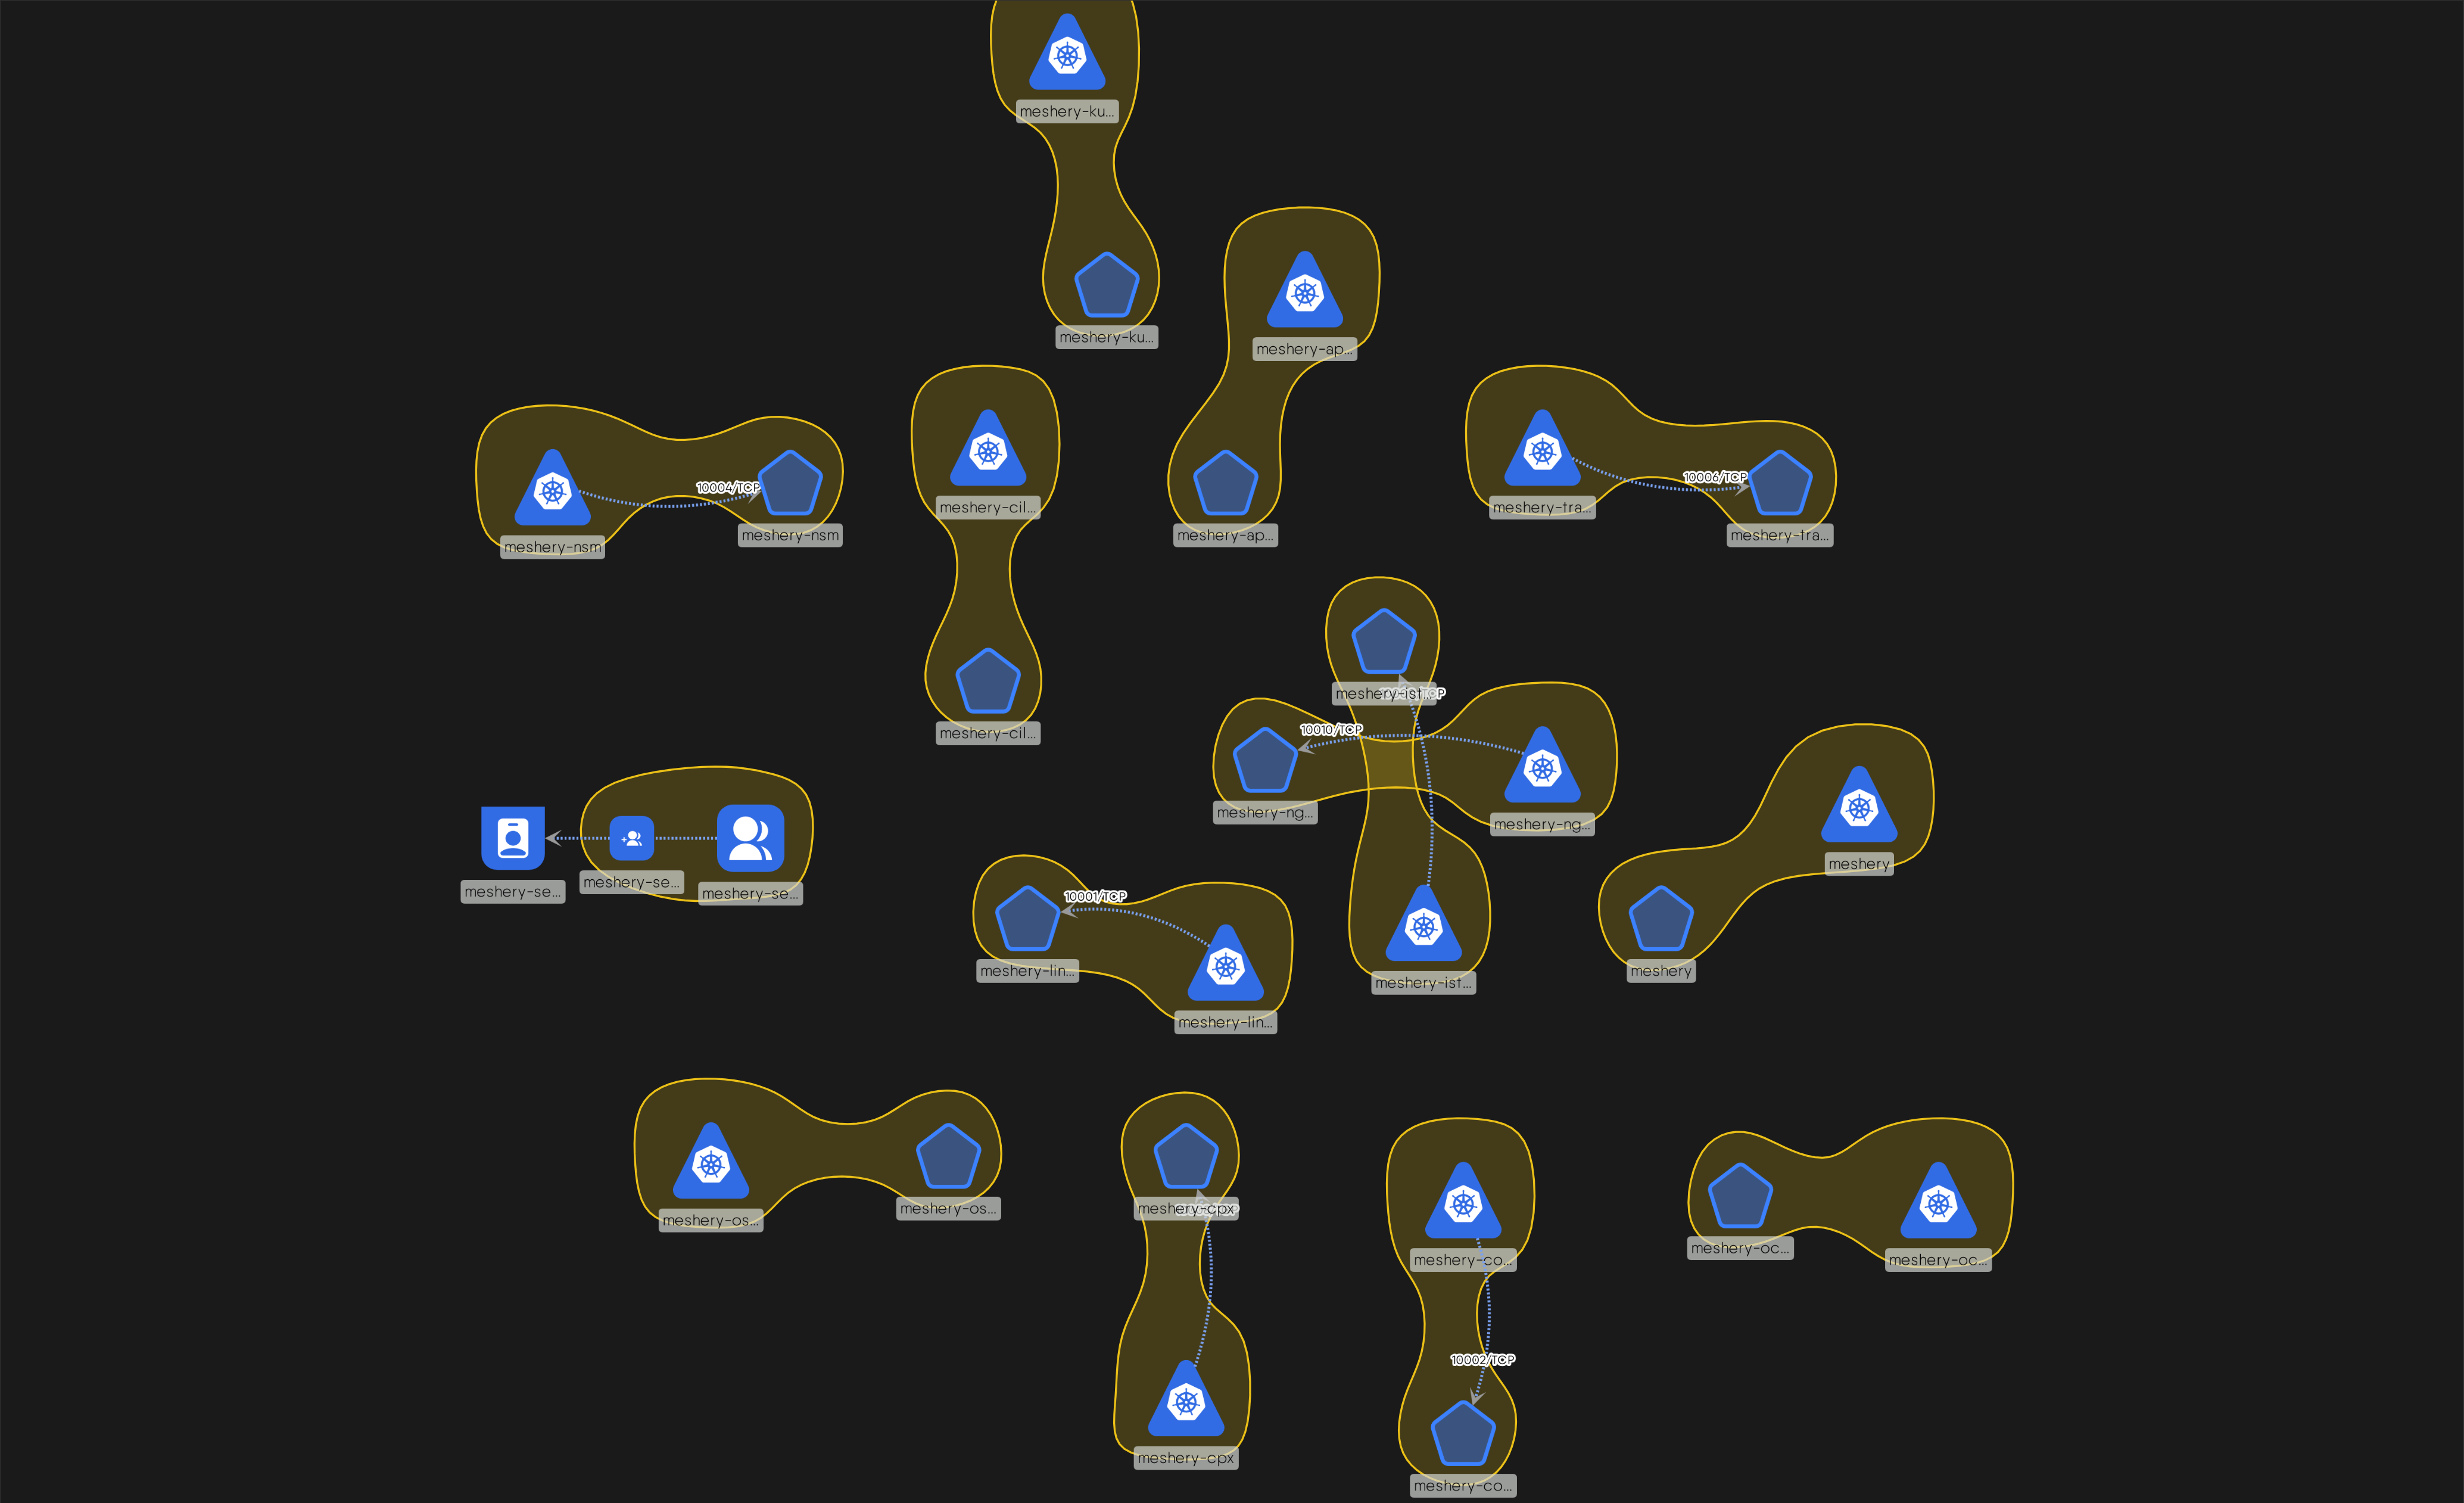 meshery-ku...
meshery-ku...
meshery-ap...
meshery-cil...
meshery-tra...
10004/TCP
10006/TCP
meshery-nsm
meshery-nsm
meshery-ap...
meshery-tra...
meshery-ist...
10010/TCP
meshery-cil...
meshery-ng...
meshery-ng...
meshery
meshery-se...
meshery-se...
meshery-se...
10001/TCP
meshery-lin...
meshery-ist...
meshery
meshery-lin...
meshery-os...
meshery-os...
meshery-cpx
meshery-co...
meshery-oc...
meshery-oc...
10002/TCP
meshery-cpx
meshery-co...